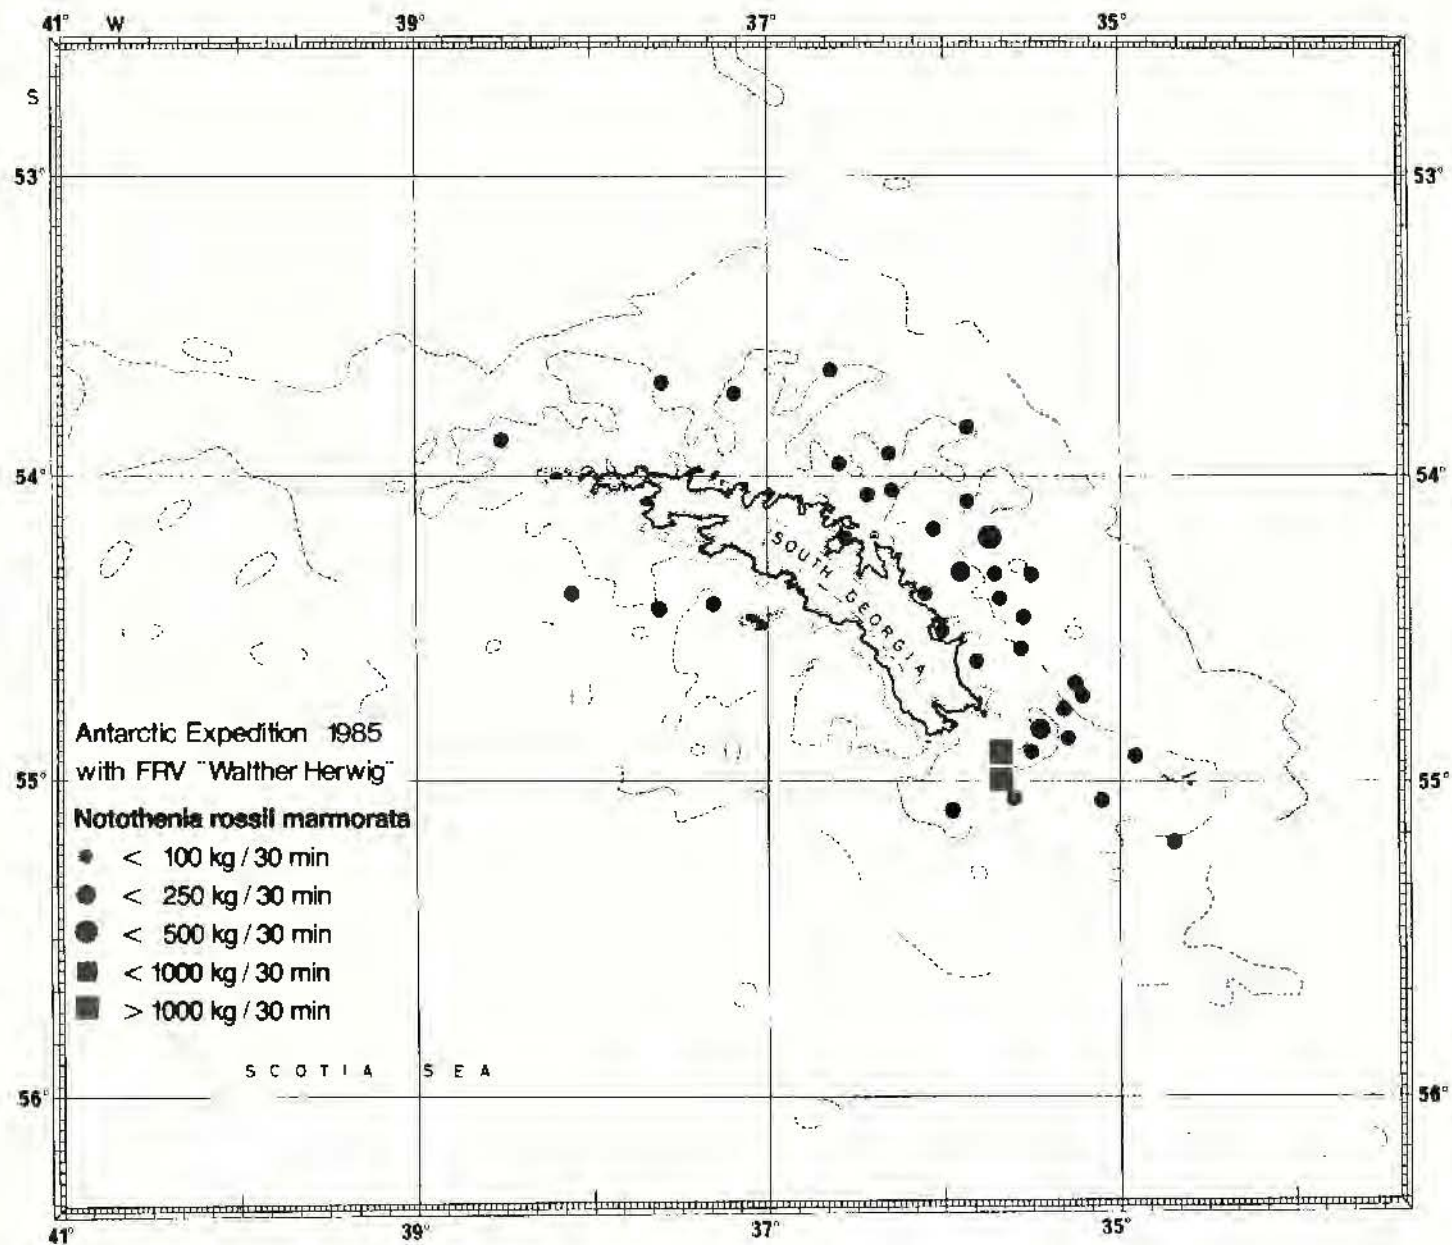 41° W 39° 37° 35°
S
53° 53°
54° 54°
SOUTH GEORGIA
Antarctic Expedition 1985
with FRV ¨Walther Herwig¨
55° 55°
Notothenia rossii marmorata
< 100 kg / 30 min
< 250 kg / 30 min
< 500 kg / 30 min
< 1000 kg / 30 min
> 1000 kg / 30 min
SCOTIA SEA
56° 56°
41° 39° 37° 35°